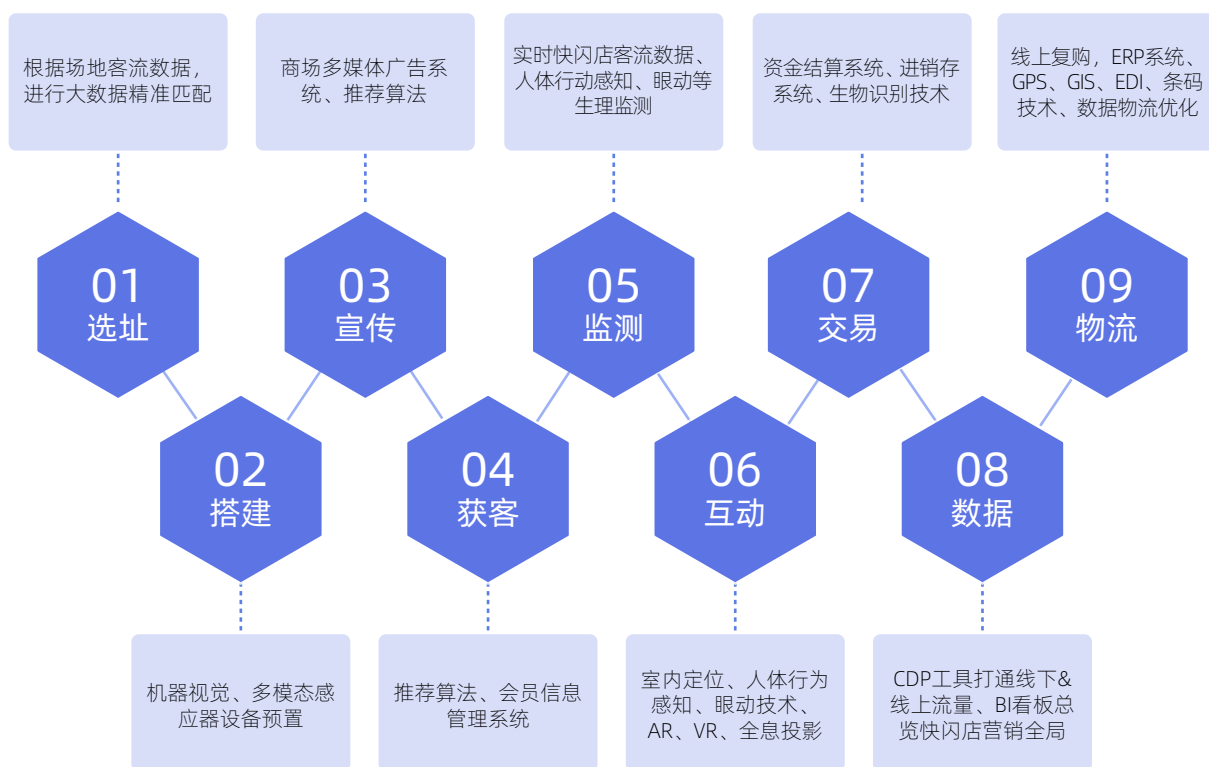 根据场地客流数据，
进行大数据精准匹配
商场多媒体广告系
统、推荐算法
实时快闪店客流数据、
人体行动感知、眼动等
生理监测
资金结算系统、进销存
系统、生物识别技术
线上复购，ERP系统、
GPS、GIS、EDI、条码
技术、数据物流优化
01
选址
03
宣传
05
监测
07
交易
09
物流
02
搭建
04
获客
06
互动
08
数据
机器视觉、多模态感
应器设备预置
推荐算法、会员信息
管理系统
室内定位、人体行为
感知、眼动技术、
AR、VR、全息投影
CDP工具打通线下&
线上流量、BI看板总
览快闪店营销全局